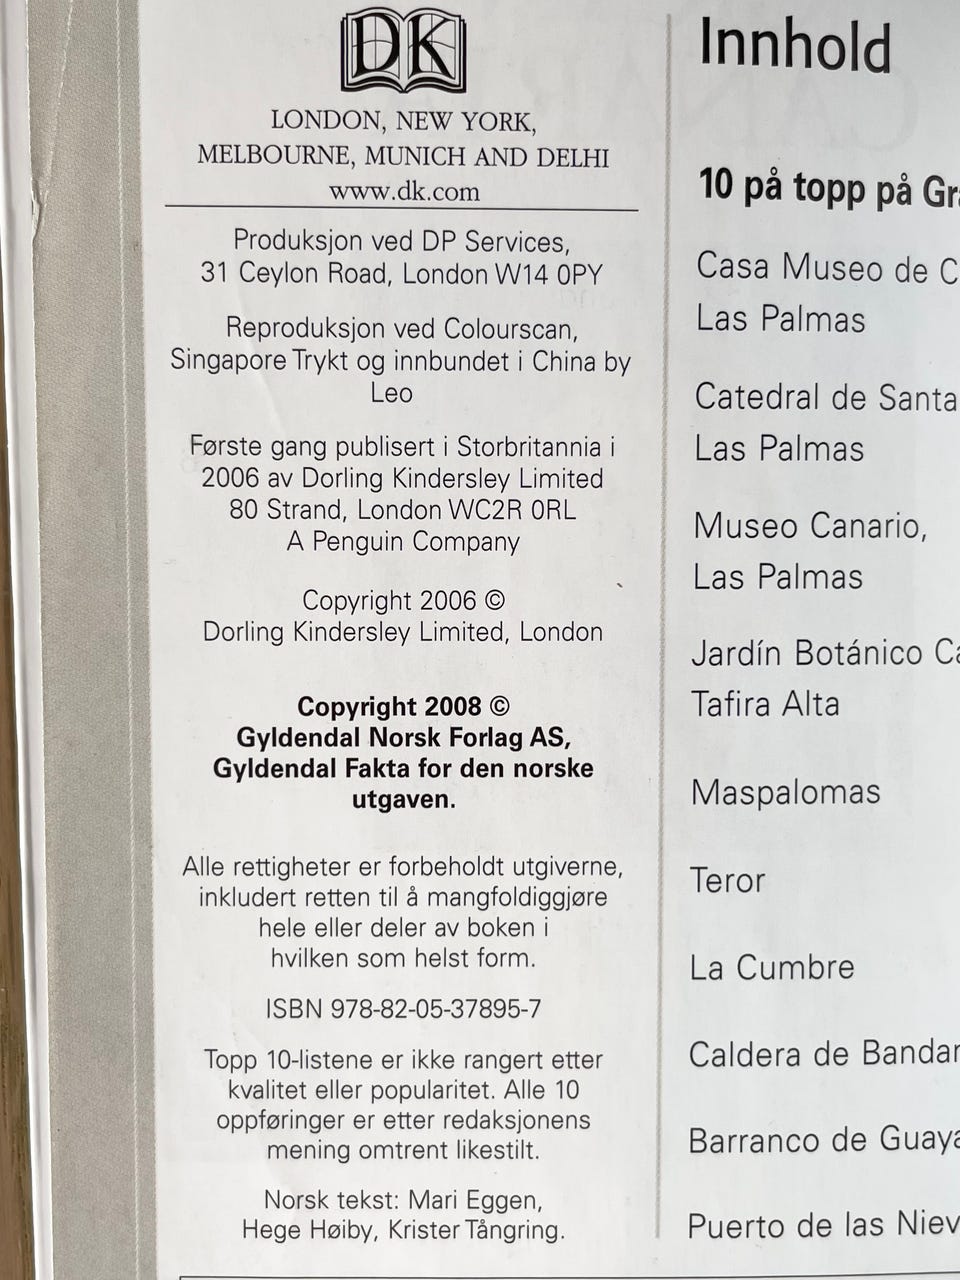 DK
LONDON, NEW YORK,
MELBOURNE, MUNICH AND DELHI
www.dk.com
Produksjon ved DP Services,
31 Ceylon Road, London W14 0PY
Reproduksjon ved Colourscan,
Singapore Trykt og innbundet i China by
Leo
Første gang publisert i Storbritannia i
2006 av Dorling Kindersley Limited
80 Strand, London WC2R 0RL
A Penguin Company
Copyright 2006 ©
Dorling Kindersley Limited, London
Copyright 2008 ©
Gyldendal Norsk Forlag AS,
Gyldendal Fakta for den norske
utgaven.
Alle rettigheter er forbeholdt utgiverne,
inkludert retten til å mangfoldiggjøre
hele eller deler av boken i
hvilken som helst form.
ISBN 978-82-05-37895-7
Topp 10-listene er ikke rangert etter
kvalitet eller popularitet. Alle 10
oppføringer er etter redaksjonens
mening omtrent likestilt.
Norsk tekst: Mari Eggen,
Hege Høiby, Krister Tångring.
Innhold
10 på topp på
Casa Museo de
Las Palmas
Catedral de Santa
Las Palmas
Museo Canario,
Las Palmas
Jardín Botánico
Tafira Alta
Maspalomas
Teror
La Cumbre
Caldera de
Barranco de
Puerto de las